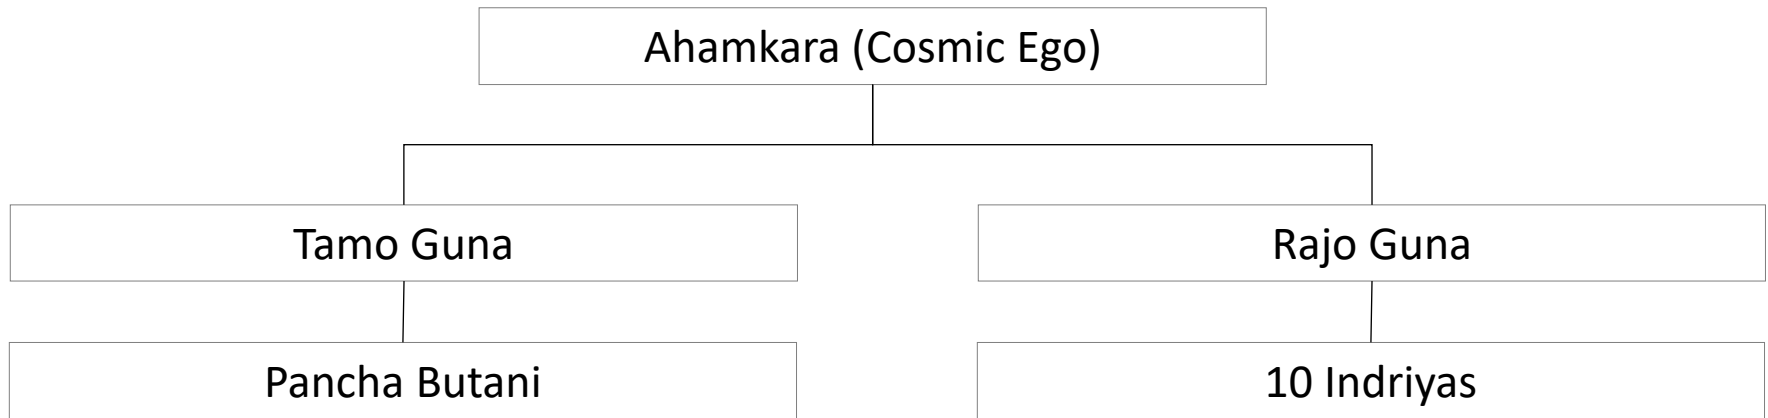 Ahamkara (Cosmic Ego)
Tamo Guna
Rajo Guna
Pancha Butani
10 Indriyas